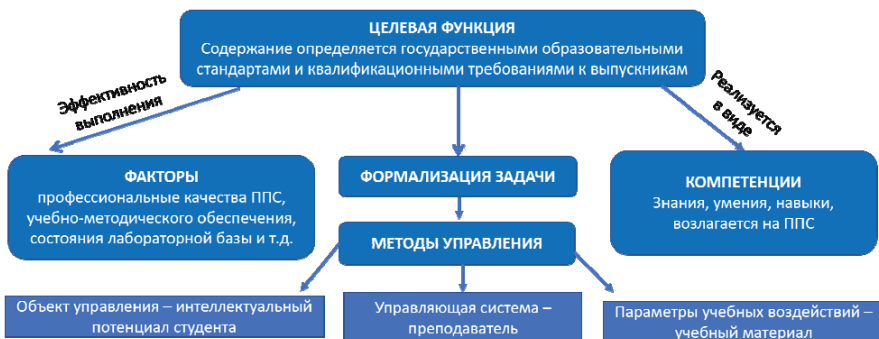 ЦЕЛЕВАЯ ФУНКЦИЯ
Содержание определяется государственными образовательными
стандартами и квалификационными требованиями к выпускникам
Эффективность
выполнения
Реализуется
в виде
ФАКТОРЫ
профессиональные качества ППС,
учебно-методического обеспечения,
состояния лабораторной базы и т.д.
ФОРМАЛИЗАЦИЯ ЗАДАЧИ
КОМПЕТЕНЦИИ
Знания, умения, навыки,
возлагается на ППС
МЕТОДЫ УПРАВЛЕНИЯ
Объект управления – интеллектуальный
потенциал студента
Управляющая система –
преподаватель
Параметры учебных воздействий –
учебный материал